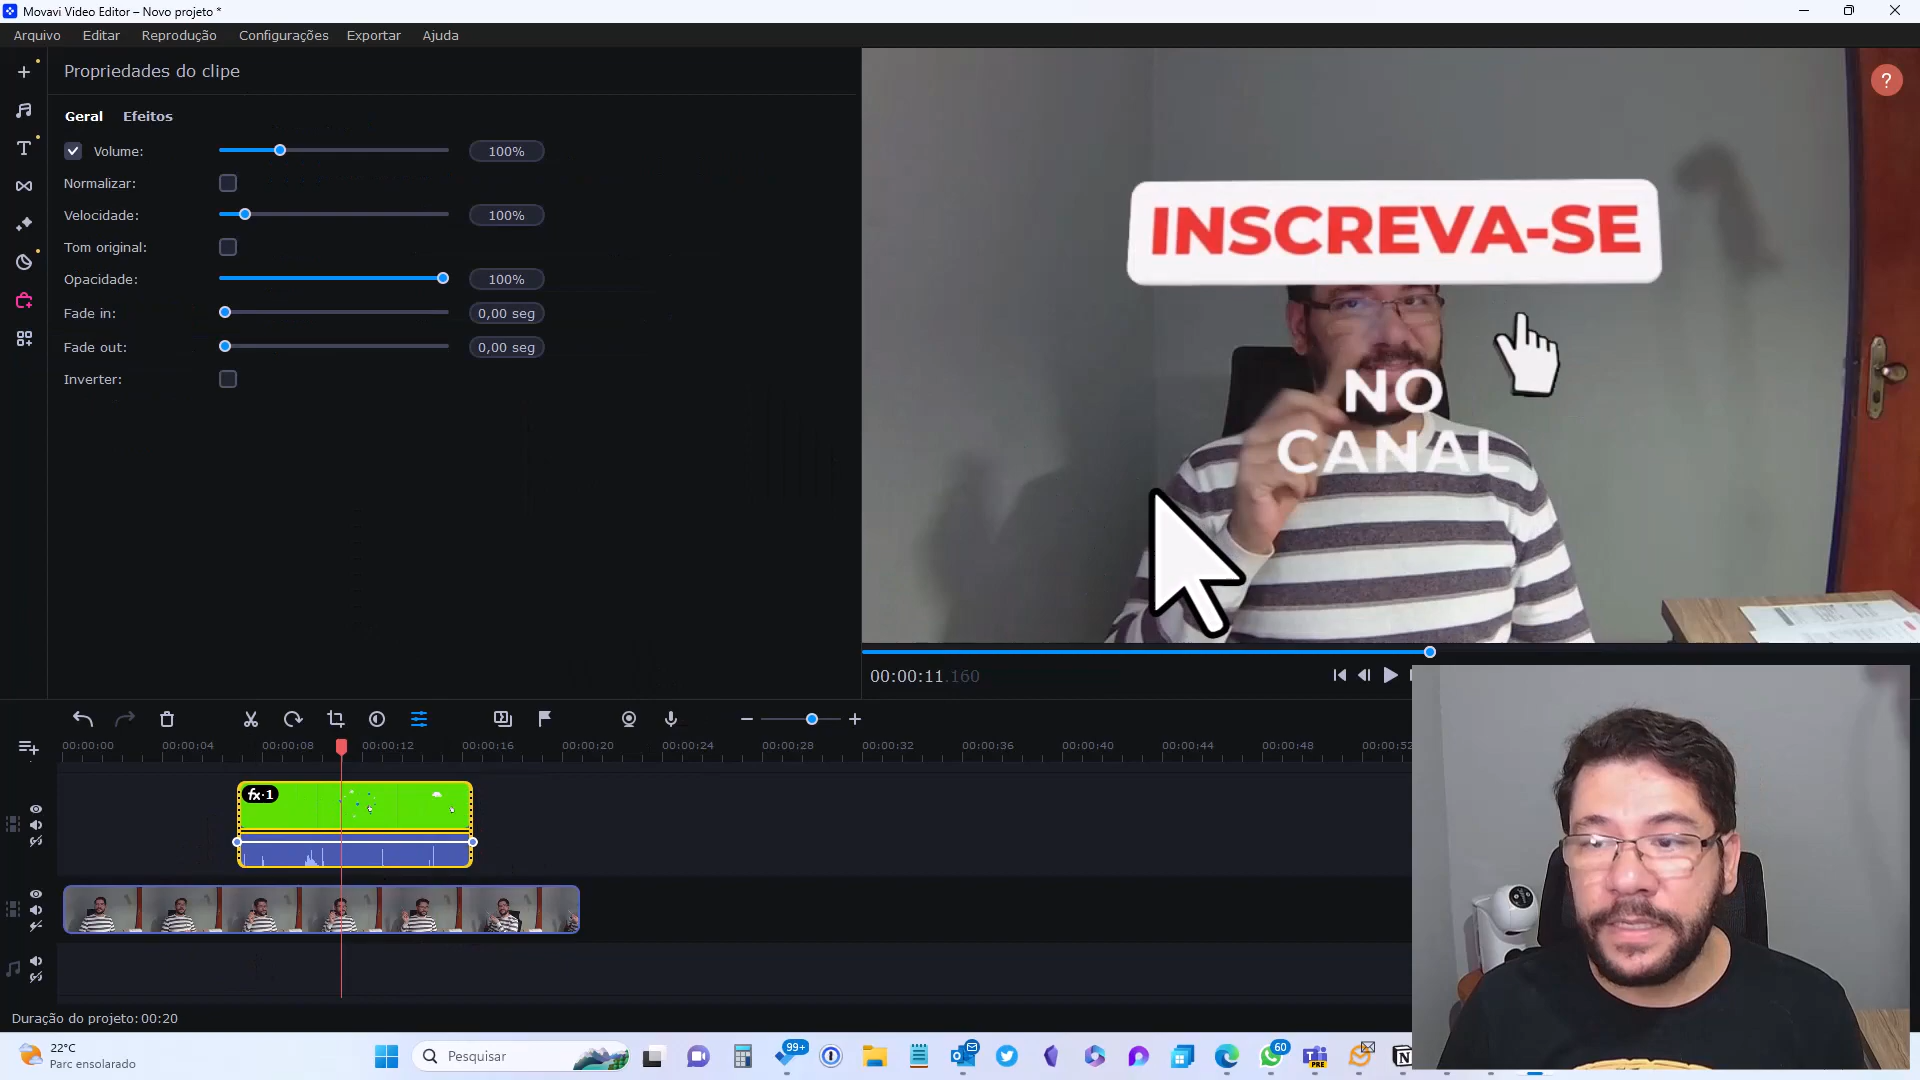 Movavi Video Editor – Novo projeto *
Arquivo Editar Reprodução Configurações Exportar Ajuda
Propriedades do clipe
Geral Efeitos
Volume: 100%
Normalizar:
Velocidade: 100%
Tom original:
Opacidade: 100%
Fade in: 0,00 seg
Fade out: 0,00 seg
Inverter:
?
INSCREVA-SE
NO
CANAL
00:00:11.160
00:00:00 00:00:04 00:00:08 00:00:12 00:00:16 00:00:20 00:00:24 00:00:28 00:00:32 00:00:36 00:00:40 00:00:44 00:00:48 00:00:52
fx·1
Duração do projeto: 00:20
22°C
Parc ensolarado
Pesquisar
99+
60
PRE